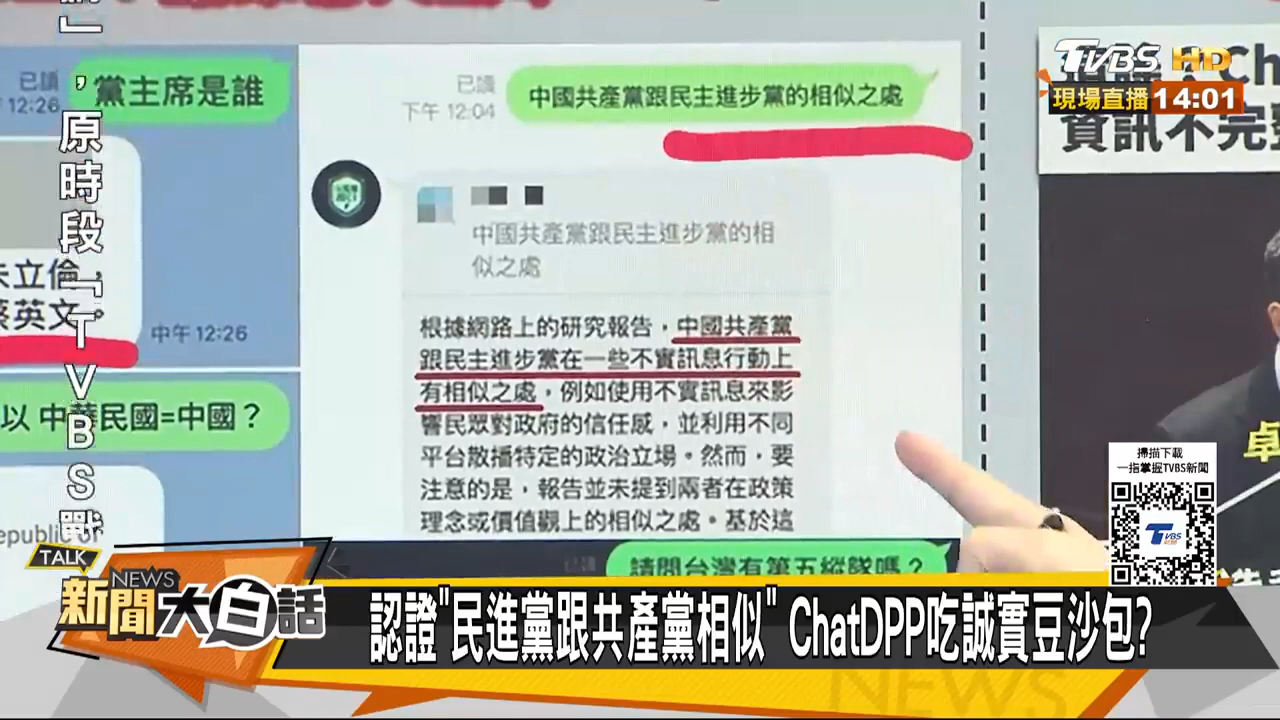 TVBS HD
現場直播 14:01
資訊不完整
已讀
12:26
黨主席是誰
朱立倫，
蔡英文。
中午 12:26
以 中華民國=中國？
原時段「TVBS戰
已讀
下午 12:04
中國共產黨跟民主進步黨的相似之處
中國共產黨跟民主進步黨的相
似之處
根據網路上的研究報告，中國共產黨
跟民主進步黨在一些不實訊息行動上
有相似之處，例如使用不實訊息來影
響民眾對政府的信任感，並利用不同
平台散播特定的政治立場。然而，要
注意的是，報告並未提到兩者在政策
理念或價值觀上的相似之處。基於這
請問台灣有第五縱隊嗎？
卓
掃描下載
一指掌握TVBS新聞
TVBS
TALK
NEWS
新聞大白話
認證"民進黨跟共產黨相似" ChatDPP吃誠實豆沙包?
NEWS